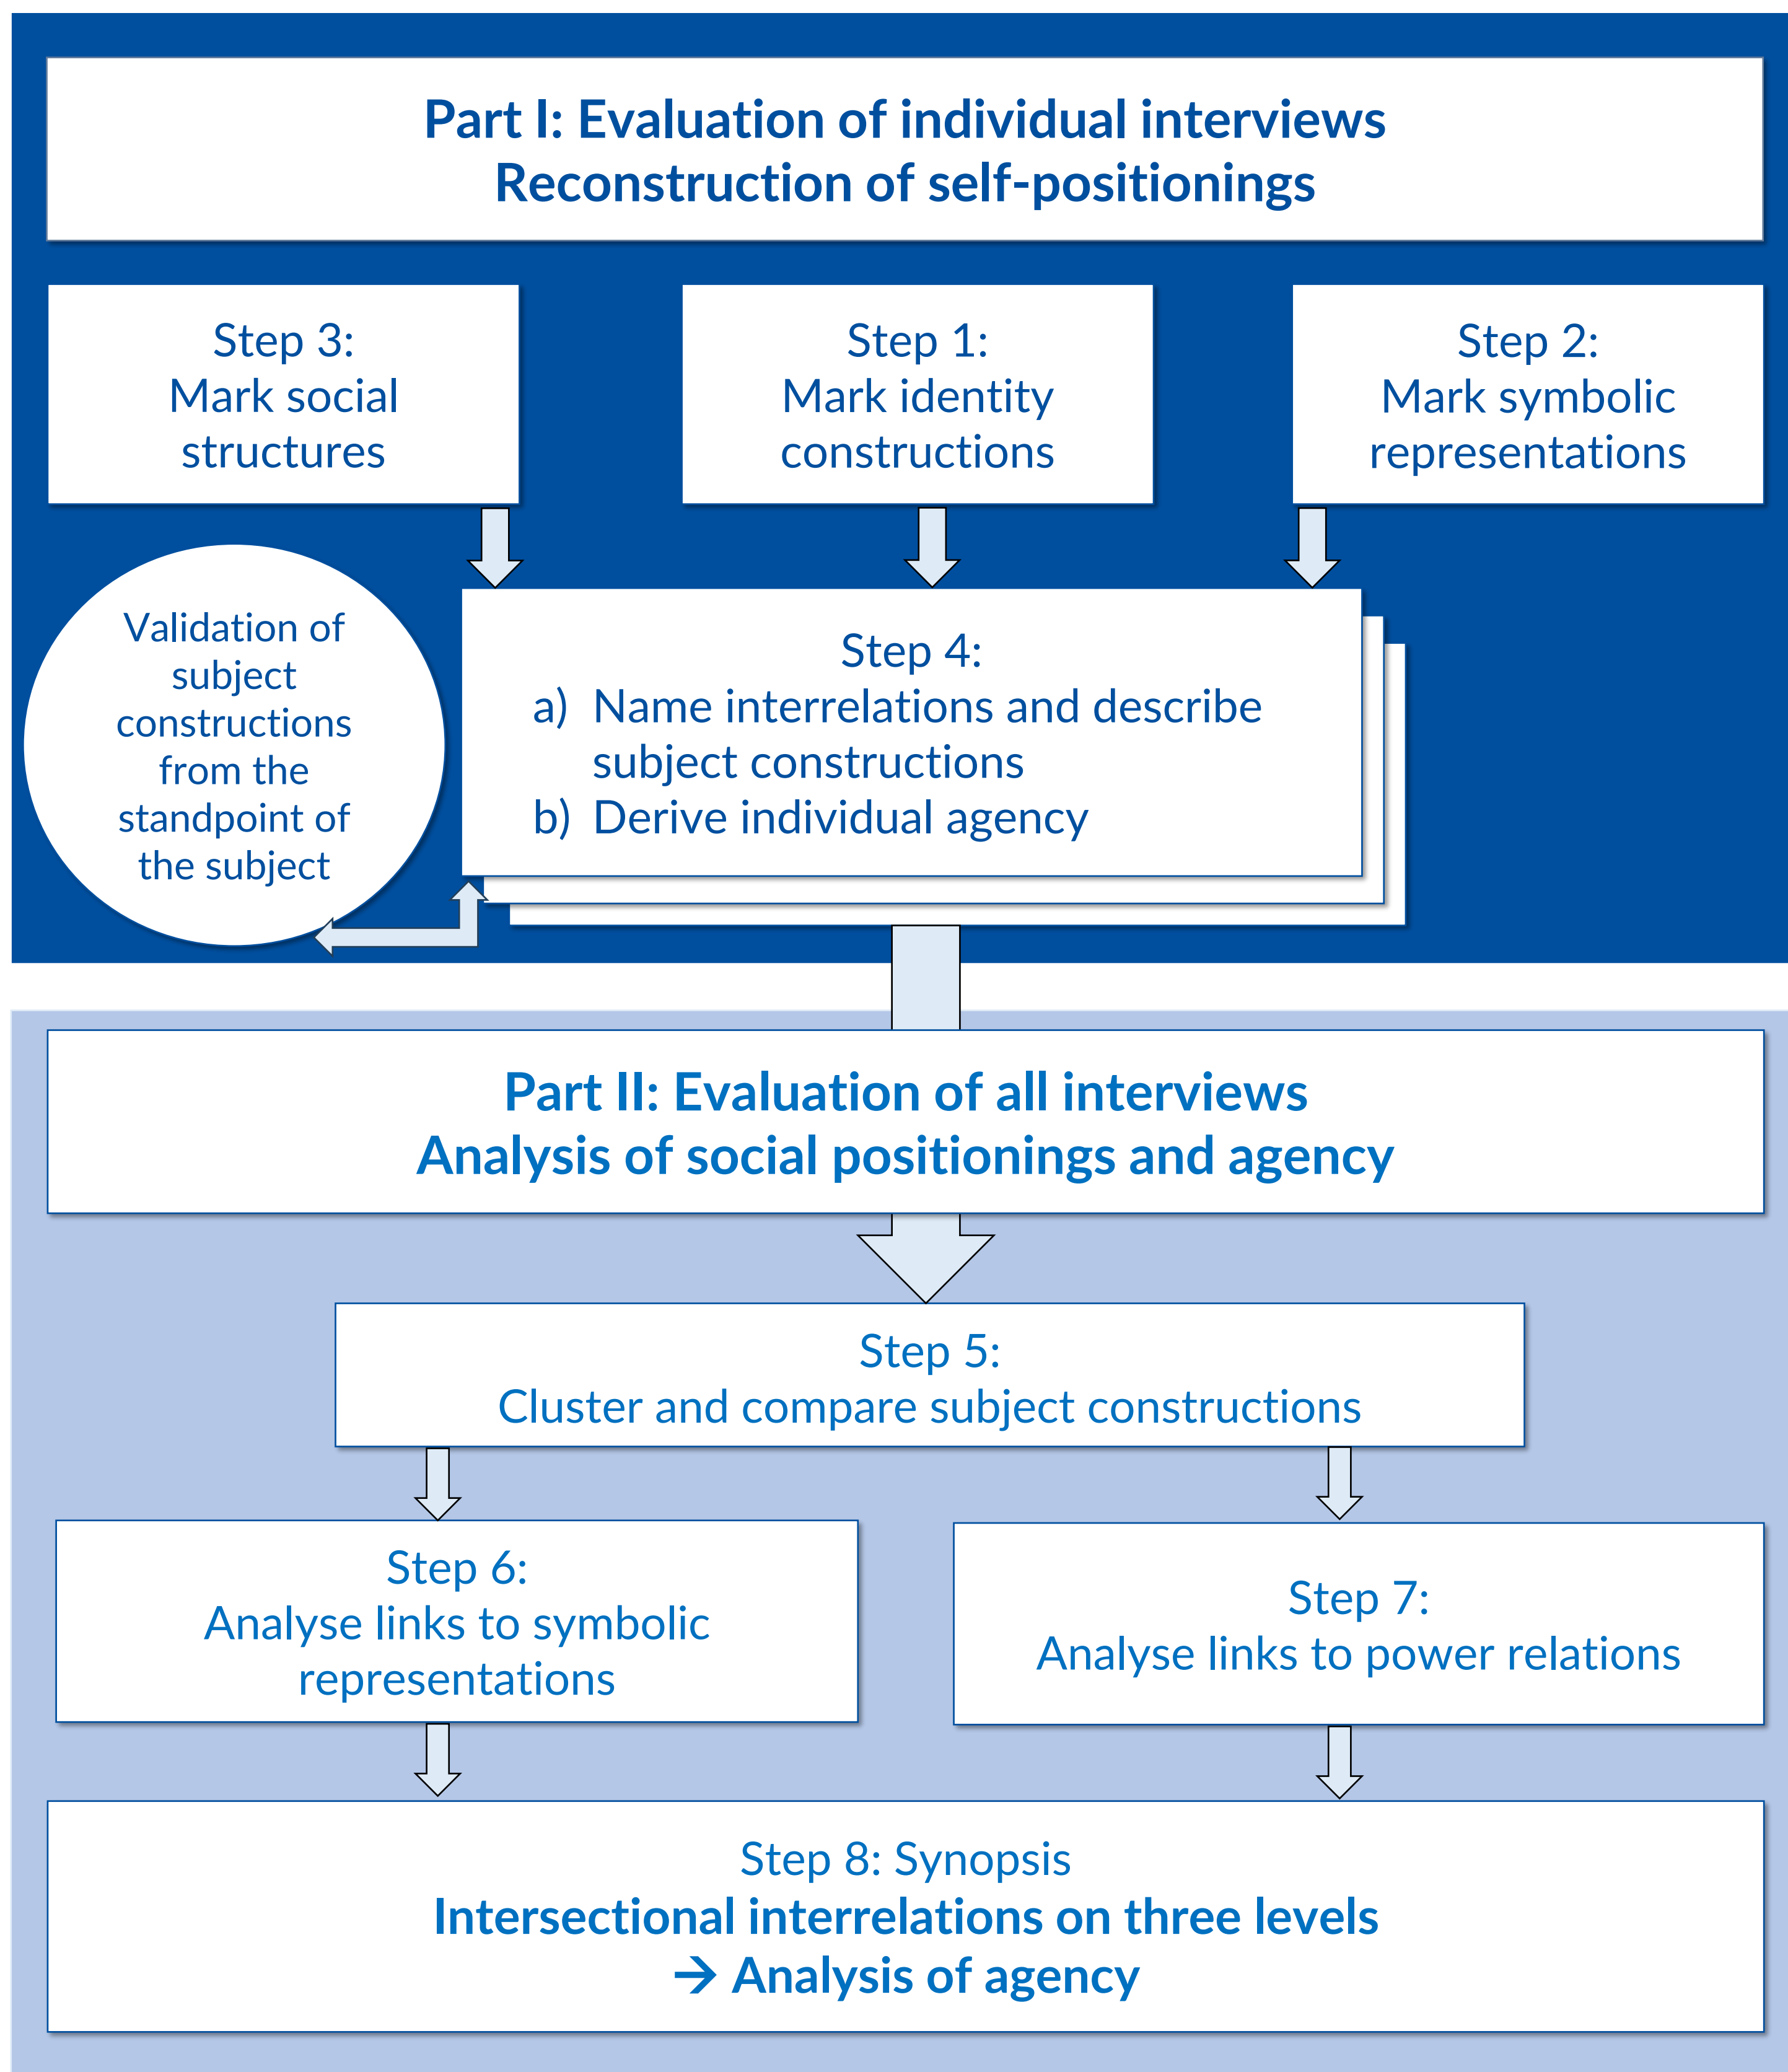 Part I: Evaluation of individual interviews
Reconstruction of self-positionings
Step 3:
Mark social
structures
Step 1:
Mark identity
constructions
Step 2:
Mark symbolic
representations
Validation of
subject
constructions
from the
standpoint of
the subject
Step 4:
a) Name interrelations and describe
subject constructions
b) Derive individual agency
Part II: Evaluation of all interviews
Analysis of social positionings and agency
Step 5:
Cluster and compare subject constructions
Step 6:
Analyse links to symbolic
representations
Step 7:
Analyse links to power relations
Step 8: Synopsis
Intersectional interrelations on three levels
→ Analysis of agency